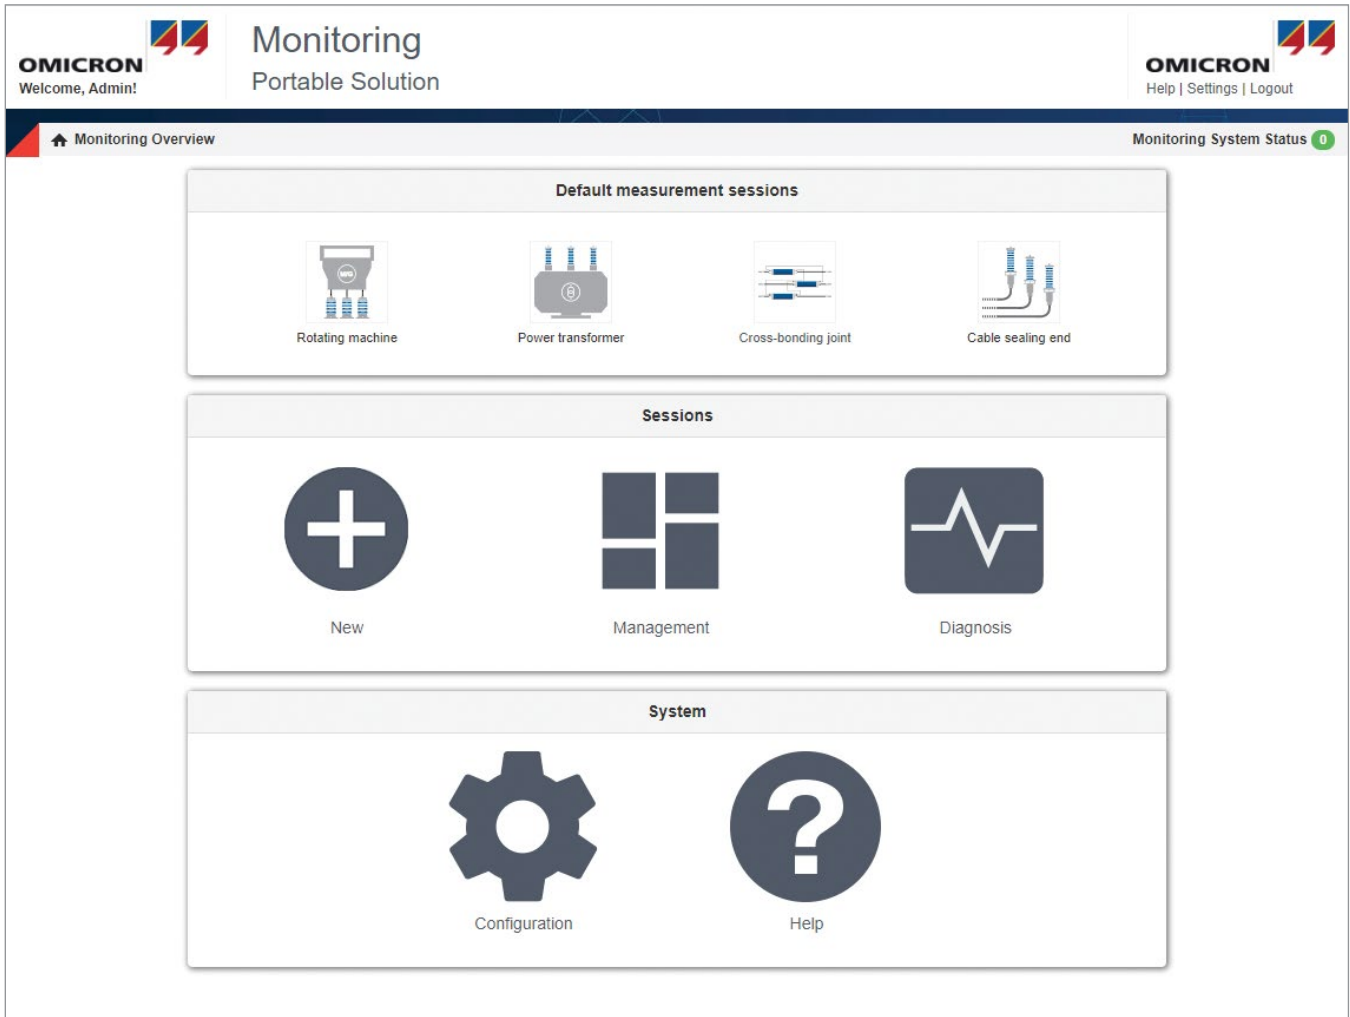 OMICRON
Welcome, Admin!
Monitoring
Portable Solution
OMICRON
Help | Settings | Logout
Monitoring Overview
Monitoring System Status 0
Default measurement sessions
Rotating machine
Power transformer
Cross-bonding joint
Cable sealing end
Sessions
New
Management
Diagnosis
System
Configuration
Help